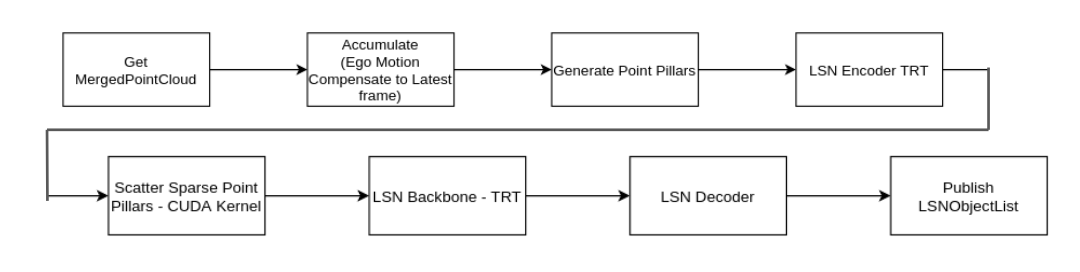 Get
MergedPointCloud
Accumulate
(Ego Motion
Compensate to Latest
frame)
Generate Point Pillars
LSN Encoder TRT
Scatter Sparse Point
Pillars - CUDA Kernel
LSN Backbone - TRT
LSN Decoder
Publish
LSNObjectList